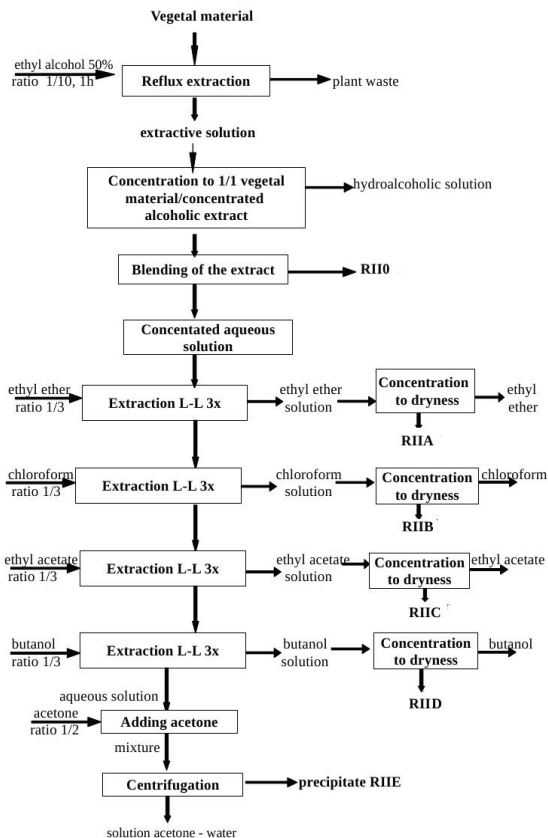 Vegetal material
ethyl alcohol 50%
ratio 1/10, 1h
Reflux extraction
plant waste
extractive solution
Concentration to 1/1 vegetal
material/concentrated
alcoholic extract
hydroalcoholic solution
Blending of the extract
RII0
Concentated aqueous
solution
ethyl ether
ratio 1/3
Extraction L-L 3x
ethyl ether
solution
Concentration
to dryness
ethyl
ether
RIIA
chloroform
ratio 1/3
Extraction L-L 3x
chloroform
solution
Concentration
to dryness
chloroform
RIIB
ethyl acetate
ratio 1/3
Extraction L-L 3x
ethyl acetate
solution
Concentration
to dryness
ethyl acetate
RIIC
butanol
ratio 1/3
Extraction L-L 3x
butanol
solution
Concentration
to dryness
butanol
RIID
aqueous solution
acetone
ratio 1/2
Adding acetone
mixture
Centrifugation
precipitate RIIE
solution acetone - water